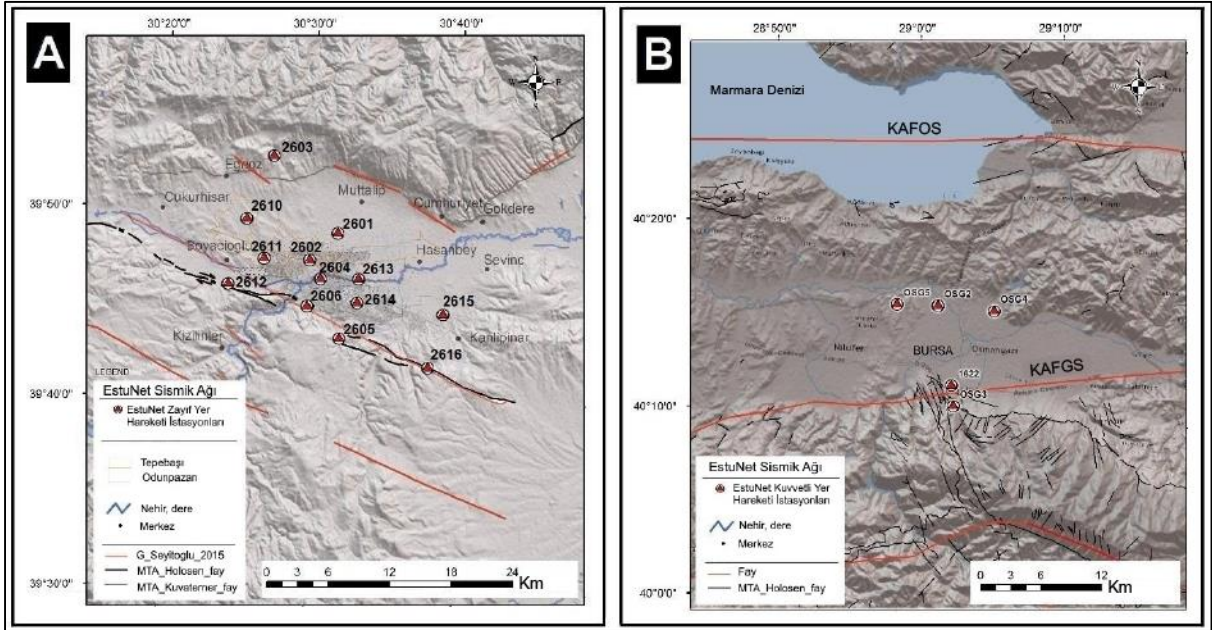 A
30°20'0"
30°30'0"
30°40'0"
39°50'0"
39°40'0"
39°30'0"
2603
Muttalip
Cukurhisar
Cumhuriyet
Gokdere
2610
2601
2611
2602
Hasanbey
2604
2613
Sevinc
2612
2606
2614
2615
2605
Kizilinler
Kanlipinar
2616
LEGEND
EstuNet Sismik Ağı
EstuNet Zayıf Yer
Hareketi İstasyonları
Tepebaşı
Odunpazarı
Nehir, dere
Merkez
G_Seyitoglu_2015
MTA_Holosen_fay
MTA_Kuvaterner_fay
0 3 6 12 18 24
Km
B
28°50'0"
29°0'0"
29°10'0"
40°20'0"
40°10'0"
40°0'0"
Marmara Denizi
KAFOS
OSG5
OSG2
OSG4
Nilufer
BURSA
Osmangazi
1622
KAFGS
OSG3
EstuNet Sismik Ağı
EstuNet Kuvvetli Yer
Hareketi İstasyonları
Nehir, dere
Merkez
Fay
MTA_Holosen_fay
0 3 6 12
Km